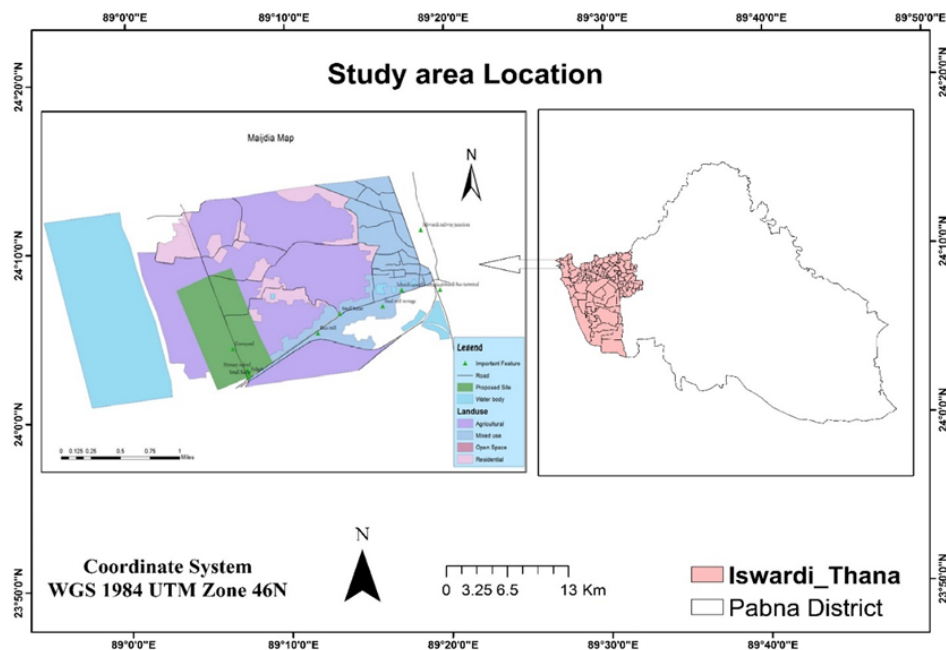 89°0'0"E 89°10'0"E 89°20'0"E 89°30'0"E 89°40'0"E 89°50'0"E
Study area Location
24°20'0"N
24°20'0"N
Maijdia Map
N
24°10'0"N
24°10'0"N
Rice mill
Legend
Important Feature
Road
Proposed Site
Water body
Landuse
Agricultural
Mixed use
Open Space
Residential
24°0'0"N
24°0'0"N
0 0.125 0.25 0.5 0.75 1
Miles
N
Coordinate System
WGS 1984 UTM Zone 46N
0 3.25 6.5 13 Km
Iswardi_Thana
Pabna District
23°50'0"N
23°50'0"N
89°0'0"E 89°10'0"E 89°20'0"E 89°30'0"E 89°40'0"E